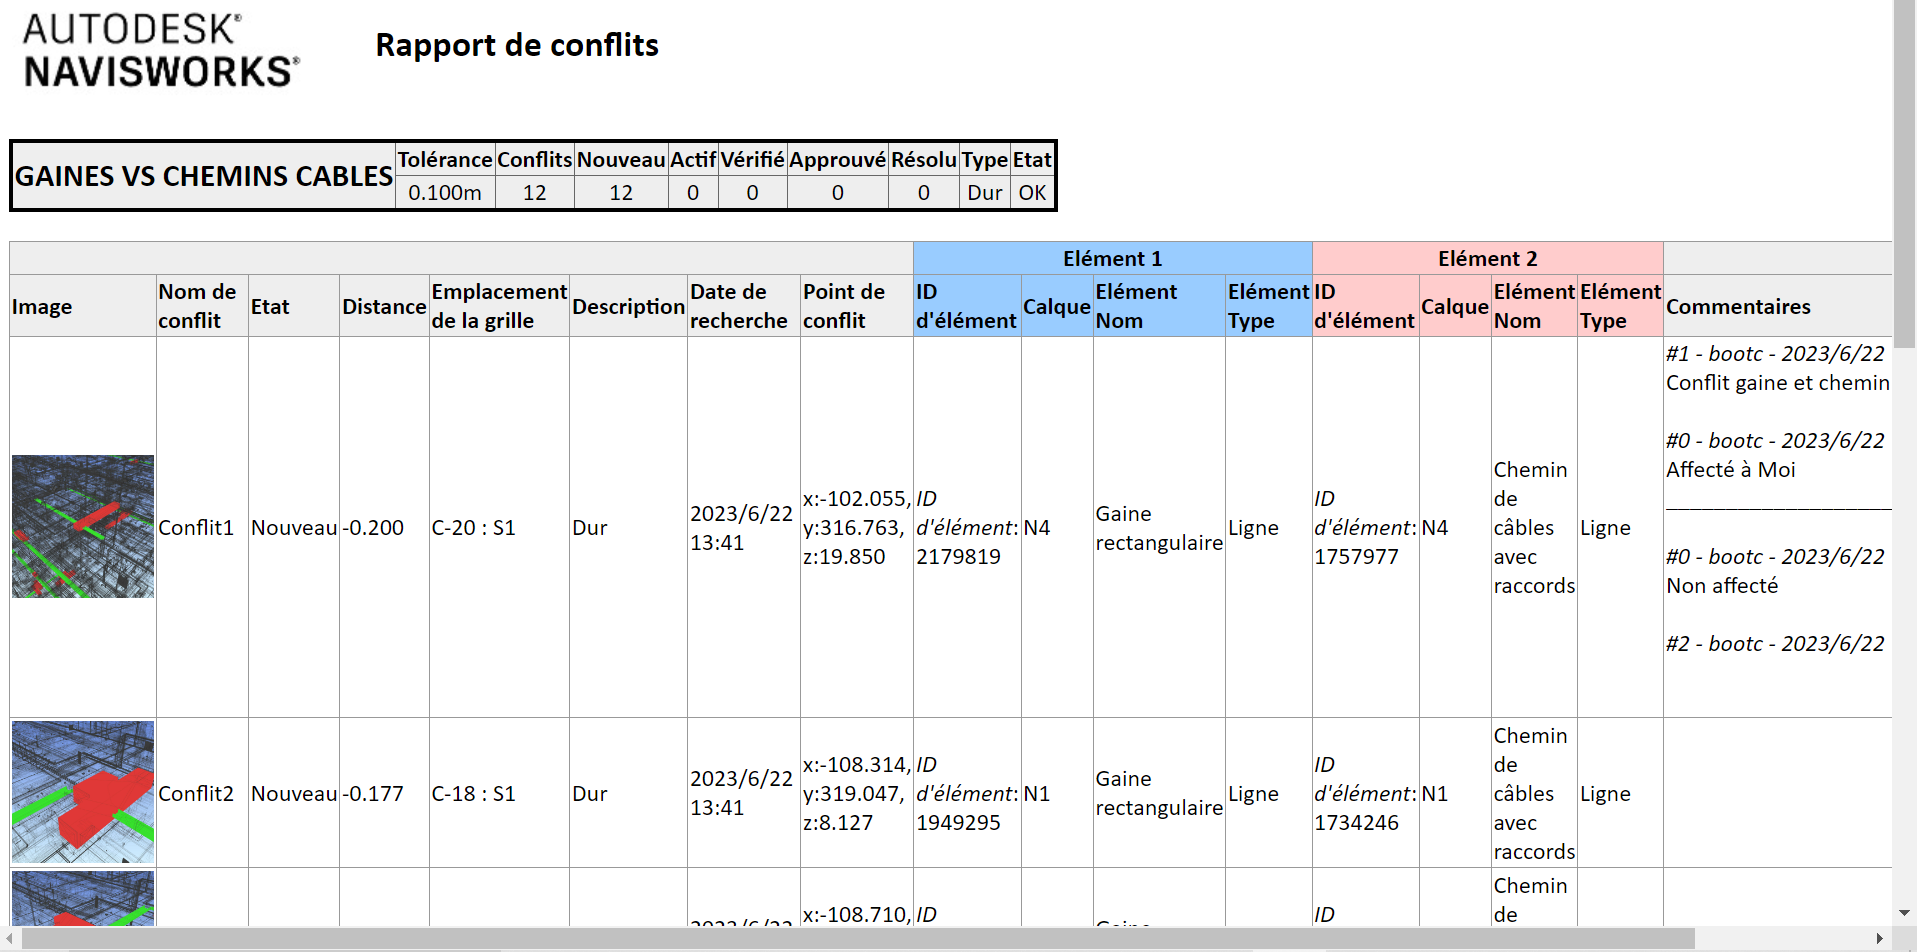 AUTODESK®
NAVISWORKS®
Rapport de conflits
GAINES VS CHEMINS CABLES
Tolérance Conflits Nouveau Actif Vérifié Approuvé Résolu Type Etat
0.100m 12 12 0 0 0 0 Dur OK
Elément 1 Elément 2
Image
Nom de
conflit
Etat
Distance
Emplacement
de la grille
Description
Date de
recherche
Point de
conflit
ID
d'élément
Calque
Elément
Nom
Elément
Type
ID
d'élément
Calque
Elément
Nom
Elément
Type
Commentaires
Conflit1
Nouveau
-0.200
C-20 : S1
Dur
2023/6/22
13:41
x:-102.055,
y:316.763,
z:19.850
ID
d'élément:
2179819
N4
Gaine
rectangulaire
Ligne
ID
d'élément:
1757977
N4
Chemin
de
câbles
avec
raccords
Ligne
#1 - bootc - 2023/6/22
Conflit gaine et chemin
#0 - bootc - 2023/6/22
Affecté à Moi
#0 - bootc - 2023/6/22
Non affecté
#2 - bootc - 2023/6/22
Conflit2
Nouveau
-0.177
C-18 : S1
Dur
2023/6/22
13:41
x:-108.314,
y:319.047,
z:8.127
ID
d'élément:
1949295
N1
Gaine
rectangulaire
Ligne
ID
d'élément:
1734246
N1
Chemin
de
câbles
avec
raccords
Ligne
x:-108.710,
ID
ID
Chemin
de